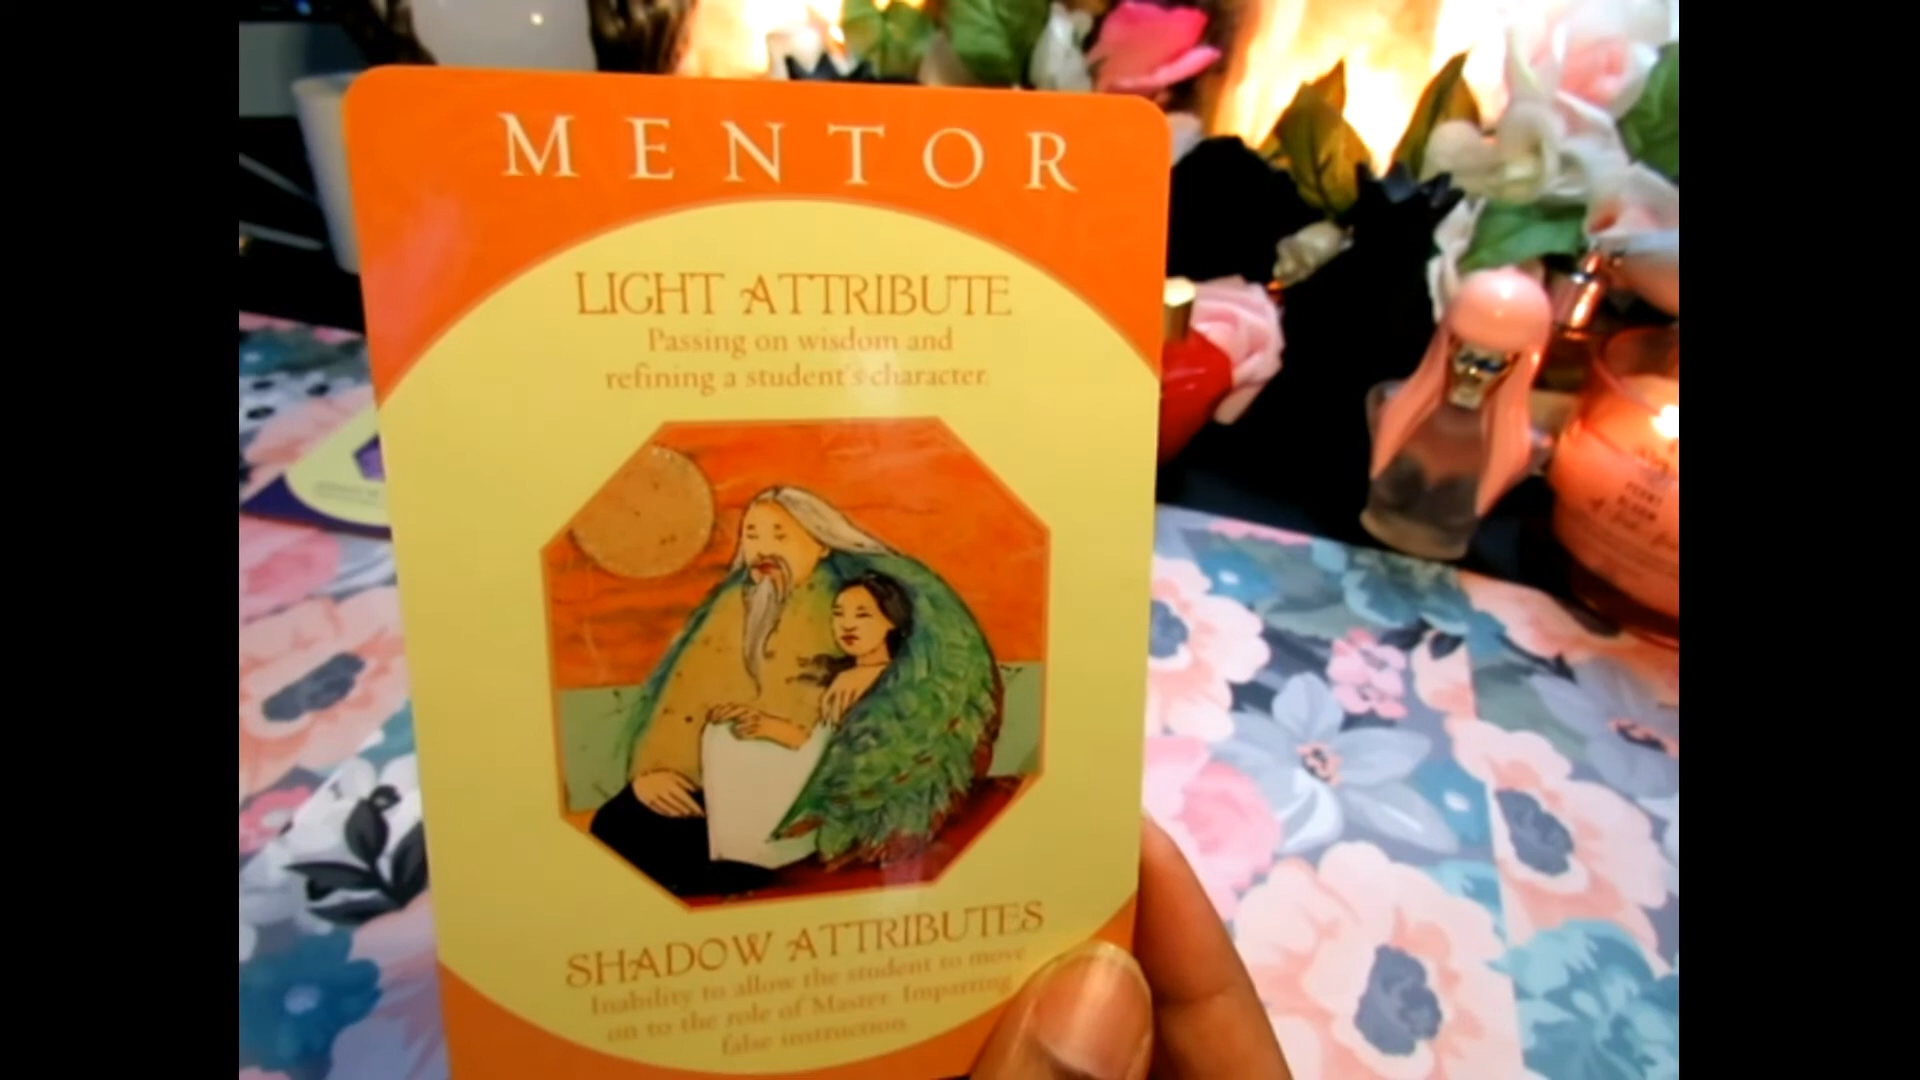 MENTOR
LIGHT ATTRIBUTE
Passing on wisdom and
refining a student's character.
SHADOW ATTRIBUTES
Inability to allow the student to move
on to the role of Master. Imparting
false instruction.